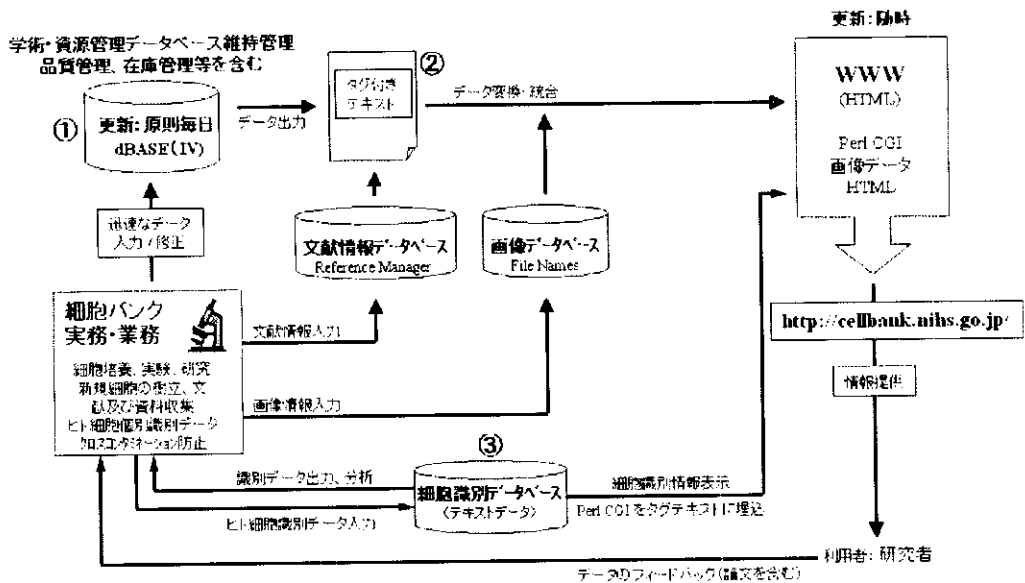 更新：随時
学術・資源管理データベース維持管理
品質管理、在庫管理等を含む
①
更新：原則毎日
dBASE(IV)
データ出力
②
タグ付き
テキスト
データ変換・統合
WWW
(HTML)
Perl CGI
画像データ
HTML
迅速なデータ
入力/修正
文献情報データベース
Reference Manager
画像データベース
File Names
細胞バンク
実務・業務
細胞培養、実験、研究
新規細胞の樹立、文
献及び資料収集
ヒト細胞個別識別データ
クロスコンタミネーション防止
文献情報入力
画像情報入力
http://cellbank.nihs.go.jp/
情報提供
③
識別データ出力、分析
細胞識別データベース
(テキストデータ)
細胞識別情報表示
Perl CGIをタグテキストに埋込
ヒト細胞識別データ入力
利用者：研究者
データのフィードバック(論文を含む)